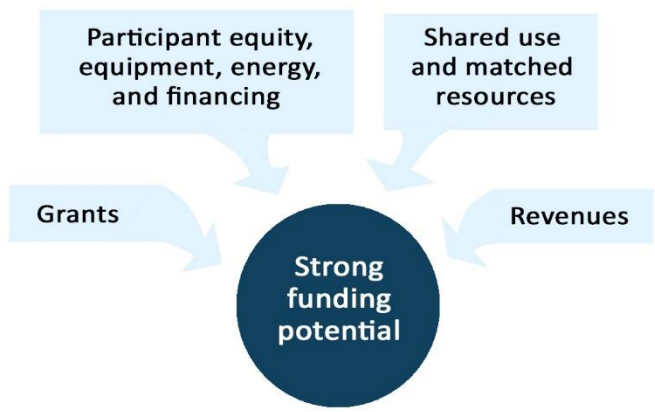 Participant equity,
equipment, energy,
and financing
Shared use
and matched
resources
Grants
Revenues
Strong
funding
potential